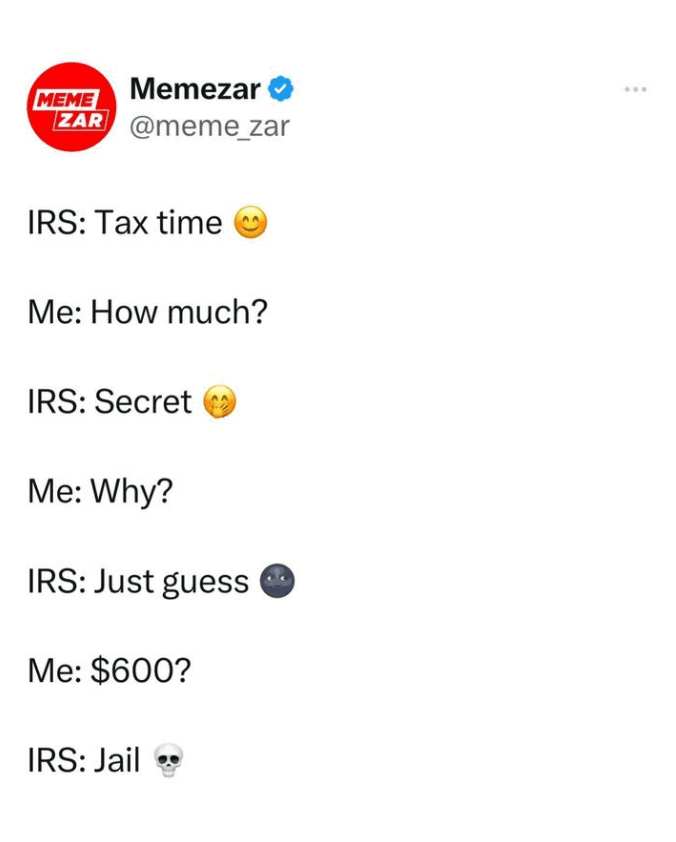 MEME
ZAR
Memezar
@meme_zar
IRS: Tax time 😊
Me: How much?
IRS: Secret 🤭
Me: Why?
IRS: Just guess 🌚
Me: $600?
IRS: Jail 💀